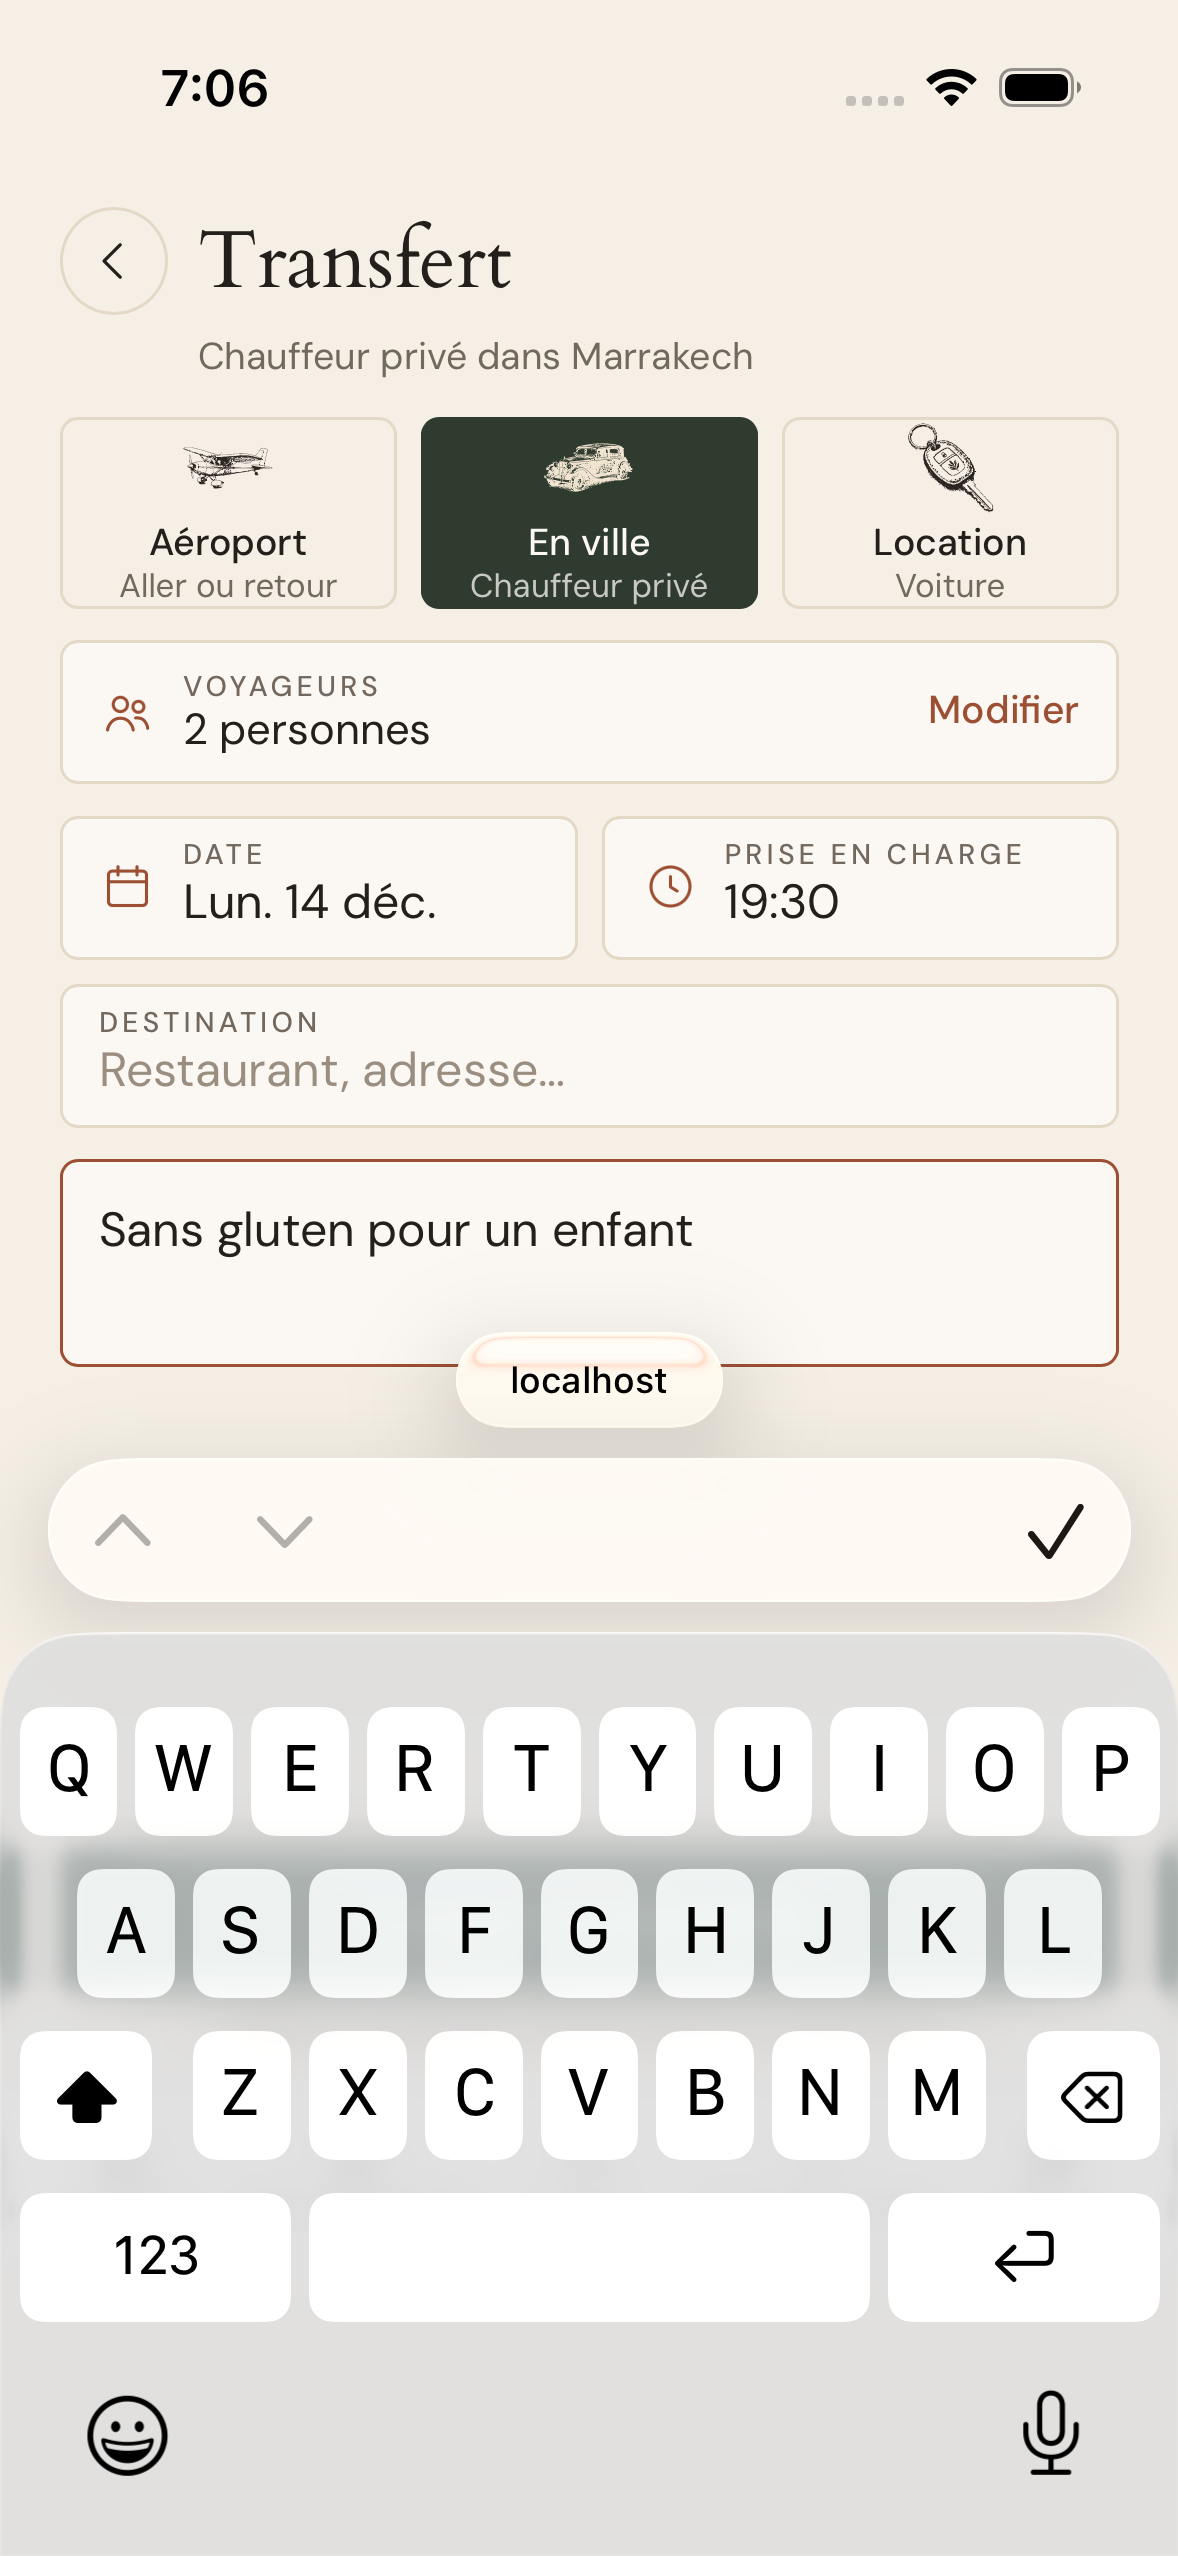 7:06
Transfert
Chauffeur privé dans Marrakech
Aéroport
Aller ou retour
En ville
Chauffeur privé
Location
Voiture
VOYAGEURS
2 personnes
Modifier
DATE
Lun. 14 déc.
PRISE EN CHARGE
19:30
DESTINATION
Restaurant, adresse...
Sans gluten pour un enfant
localhost
Q W E R T Y U I O P
A S D F G H J K L
Z X C V B N M
123